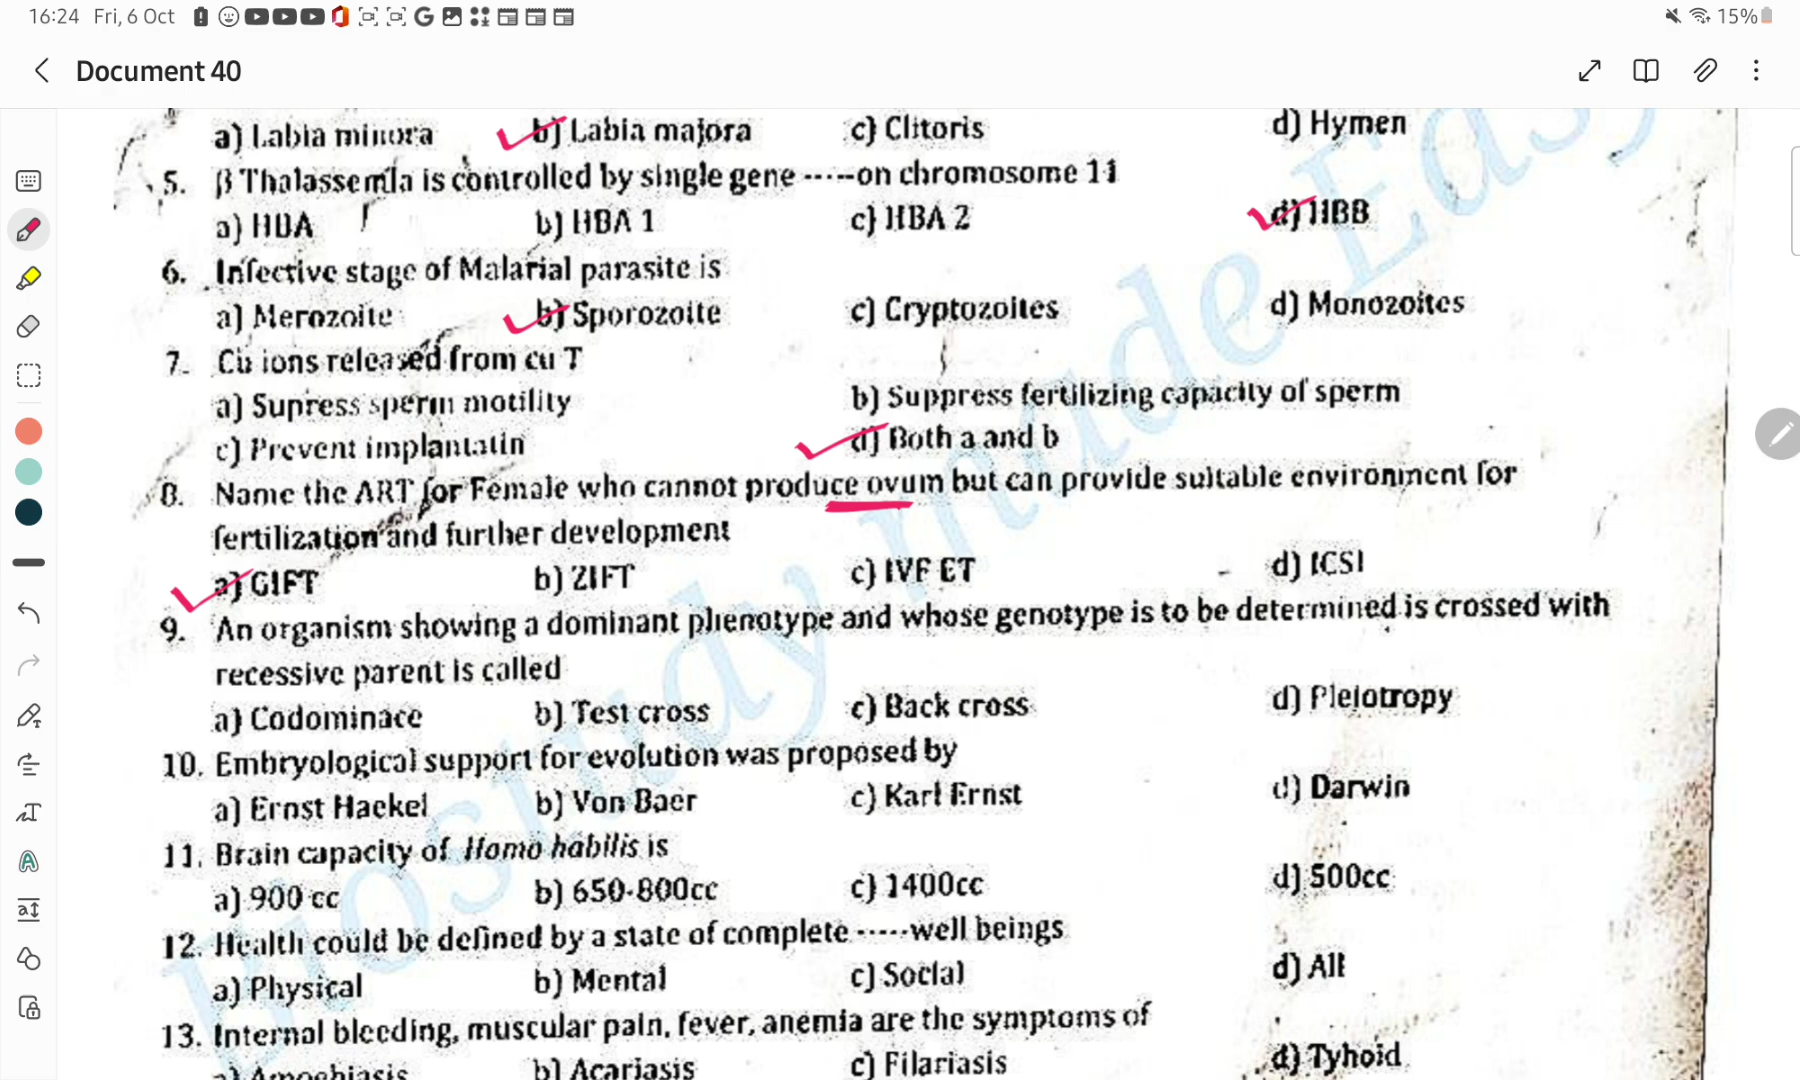 16:24 Fri, 6 Oct
15%
Document 40
a) Labia minora b) Labia majora c) Clitoris d) Hymen
5. β Thalassemia is controlled by single gene -----on chromosome 11
a) HBA b) HBA 1 c) HBA 2 d) HBB
6. Infective stage of Malarial parasite is
a) Merozoite b) Sporozoite c) Cryptozoites d) Monozoites
7. Cu ions released from cu T
a) Supress sperm motility b) Suppress fertilizing capacity of sperm
c) Prevent implantatin d) Both a and b
8. Name the ART for Female who cannot produce ovum but can provide suitable environment for
fertilization and further development
a) GIFT b) ZIFT c) IVF ET d) ICSI
9. An organism showing a dominant phenotype and whose genotype is to be determined is crossed with
recessive parent is called
a) Codominace b) Test cross c) Back cross d) Pleiotropy
10. Embryological support for evolution was proposed by
a) Ernst Haekel b) Von Baer c) Karl Ernst d) Darwin
11. Brain capacity of Homo habilis is
a) 900 cc b) 650-800cc c) 1400cc d) 500cc
12. Health could be defined by a state of complete -----well beings
a) Physical b) Mental c) Social d) All
13. Internal bleeding, muscular pain, fever, anemia are the symptoms of
a) Amoebiasis b) Acariasis c) Filariasis d) Tyhoid
Biostudy made Easy